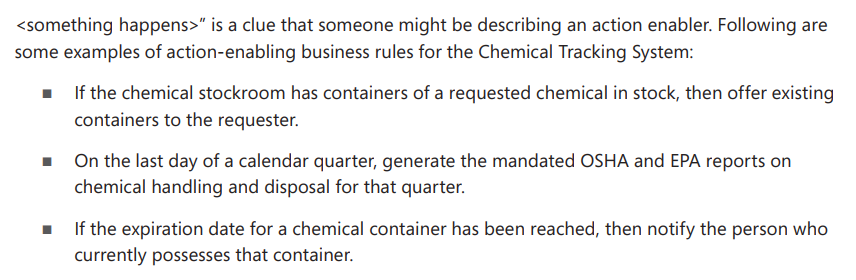 <something happens>” is a clue that someone might be describing an action enabler. Following are
some examples of action-enabling business rules for the Chemical Tracking System:
■ If the chemical stockroom has containers of a requested chemical in stock, then offer existing
containers to the requester.
■ On the last day of a calendar quarter, generate the mandated OSHA and EPA reports on
chemical handling and disposal for that quarter.
■ If the expiration date for a chemical container has been reached, then notify the person who
currently possesses that container.